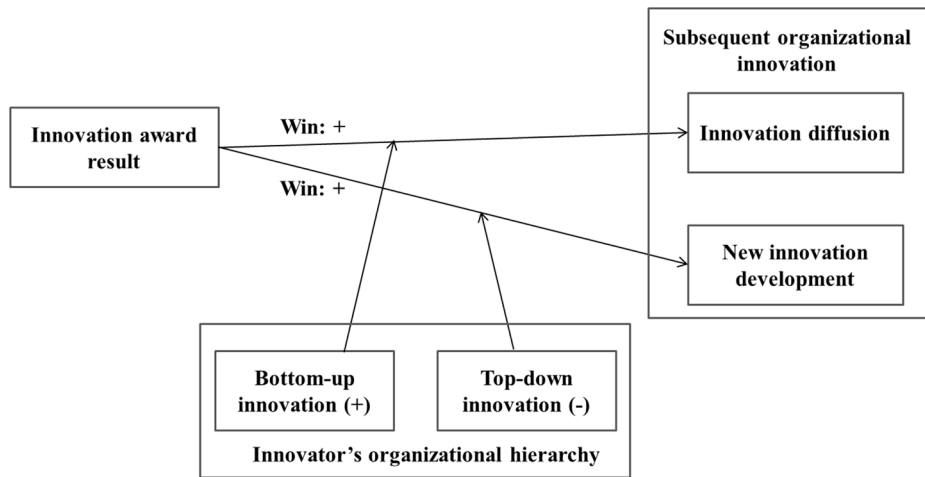 Subsequent organizational
innovation
Innovation award
result
Win: +
Innovation diffusion
Win: +
New innovation
development
Bottom-up
innovation (+)
Top-down
innovation (-)
Innovator’s organizational hierarchy